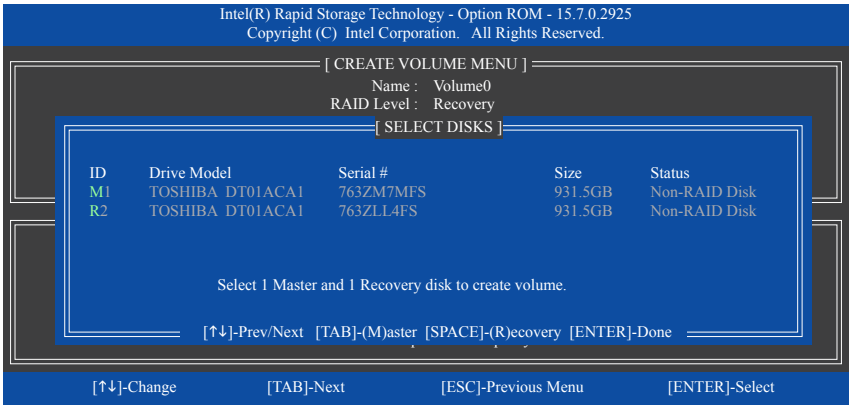 Intel(R) Rapid Storage Technology - Option ROM - 15.7.0.2925
Copyright (C) Intel Corporation. All Rights Reserved.
[ CREATE VOLUME MENU ]
Name : Volume0
RAID Level : Recovery
[ SELECT DISKS ]
ID Drive Model Serial # Size Status
M1 TOSHIBA DT01ACA1 763ZM7MFS 931.5GB Non-RAID Disk
R2 TOSHIBA DT01ACA1 763ZLL4FS 931.5GB Non-RAID Disk
Select 1 Master and 1 Recovery disk to create volume.
[↑↓]-Prev/Next [TAB]-(M)aster [SPACE]-(R)ecovery [ENTER]-Done
[↑↓]-Change [TAB]-Next [ESC]-Previous Menu [ENTER]-Select